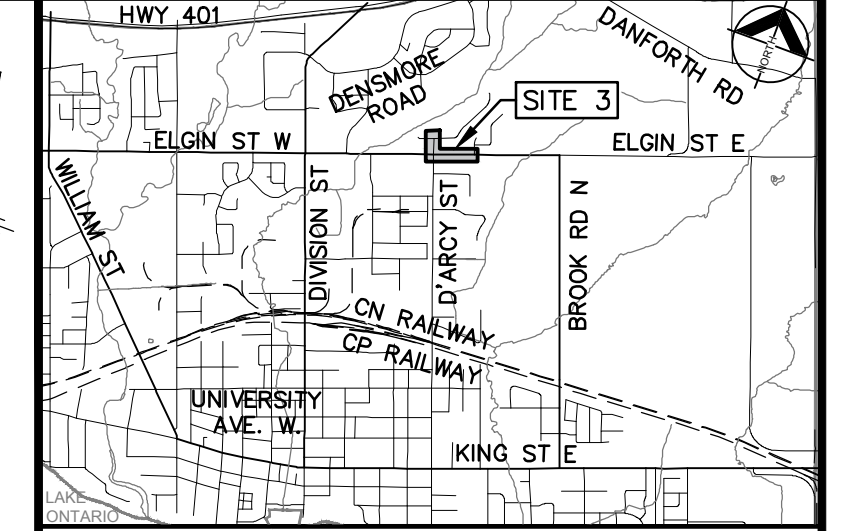 HWY 401
DANFORTH RD
NORTH
DENSMORE
ROAD
SITE 3
ELGIN ST W
ELGIN ST E
WILLIAM ST
DIVISION ST
D'ARCY ST
BROOK RD N
CN RAILWAY
CP RAILWAY
UNIVERSITY
AVE. W.
KING ST E
LAKE
ONTARIO